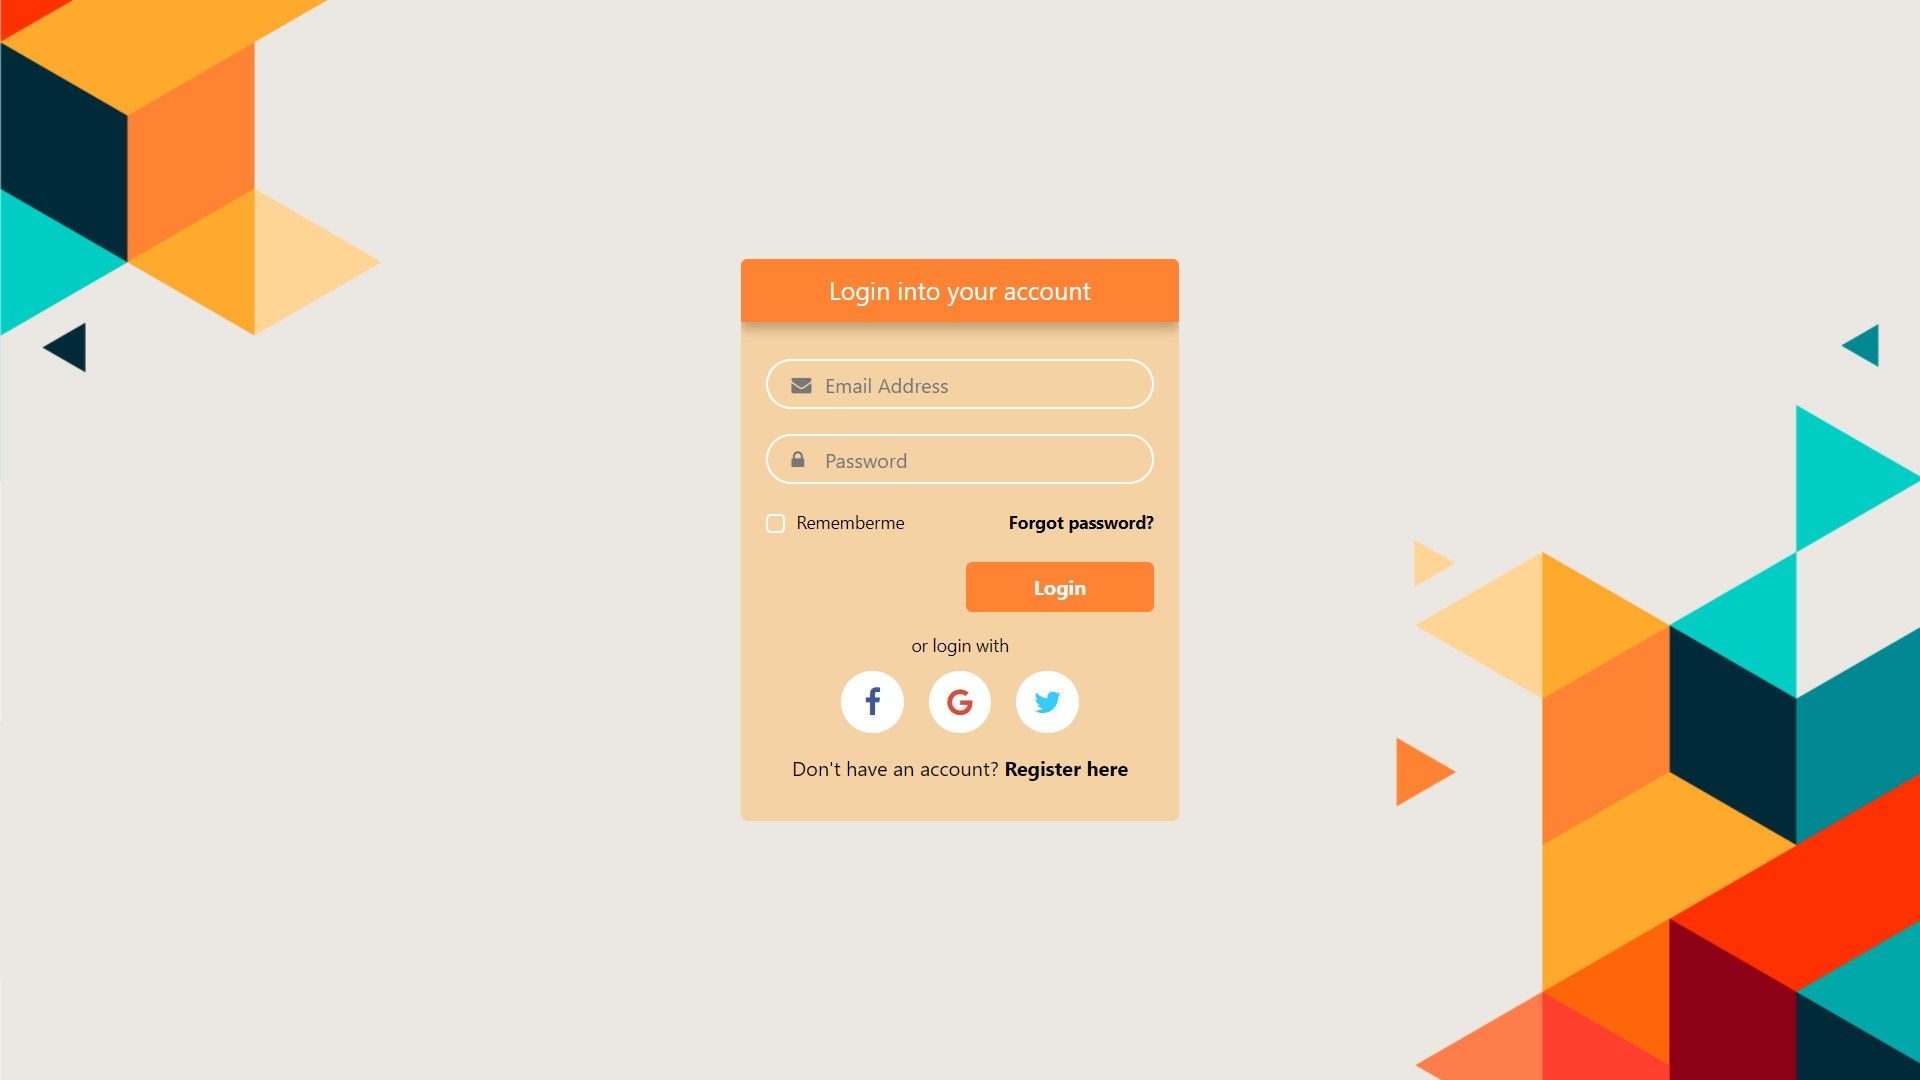 Login into your account
Email Address
Password
Rememberme
Forgot password?
Login
or login with
Don't have an account? Register here